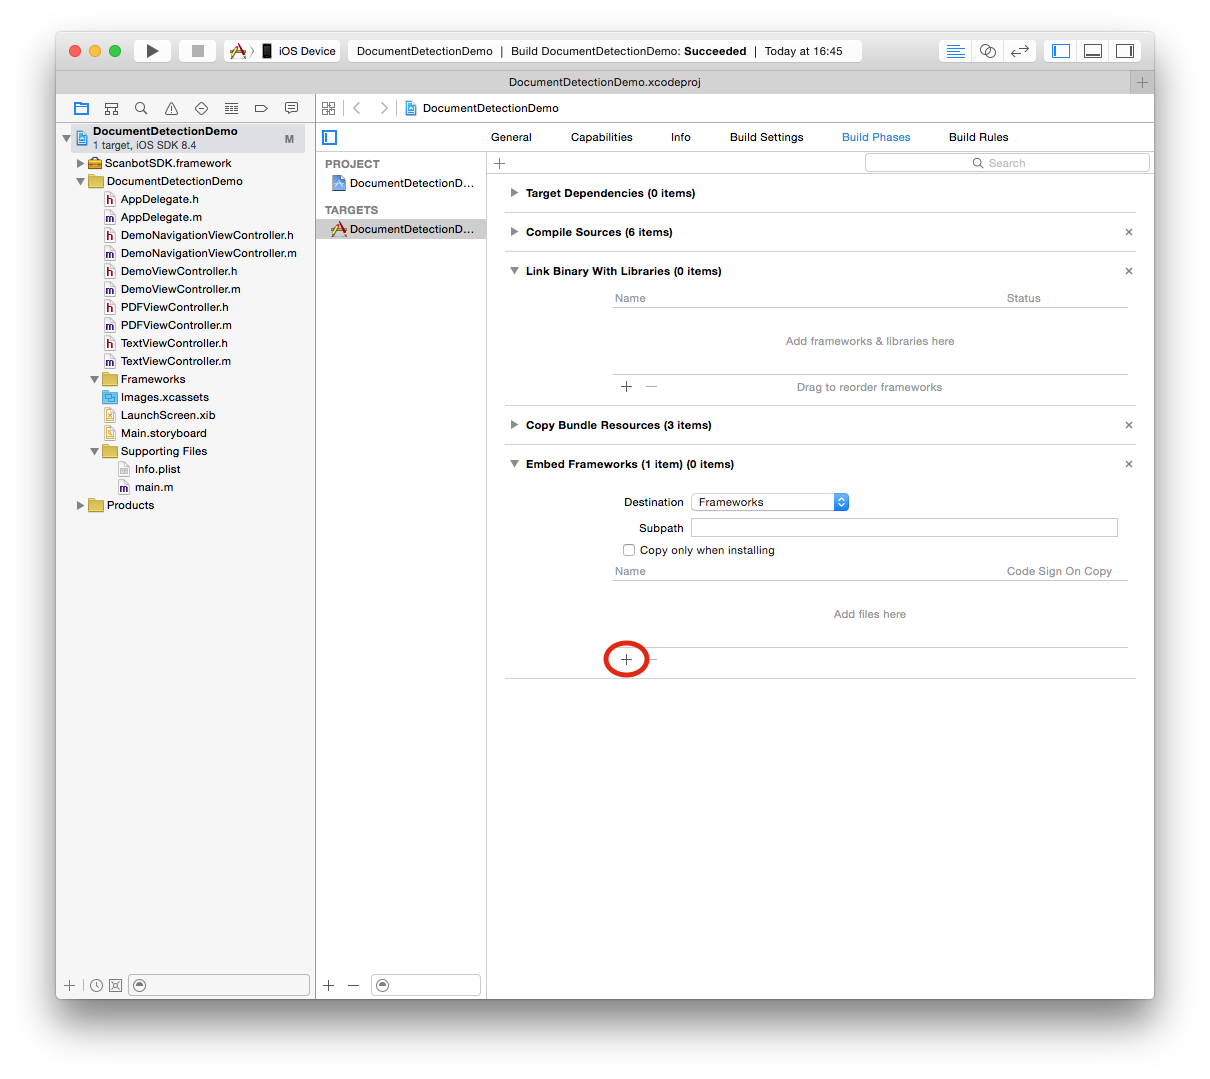 iOS Device
DocumentDetectionDemo | Build DocumentDetectionDemo: Succeeded | Today at 16:45
DocumentDetectionDemo.xcodeproj
DocumentDetectionDemo
DocumentDetectionDemo
1 target, iOS SDK 8.4
M
ScanbotSDK.framework
DocumentDetectionDemo
h AppDelegate.h
m AppDelegate.m
h DemoNavigationViewController.h
m DemoNavigationViewController.m
h DemoViewController.h
m DemoViewController.m
h PDFViewController.h
m PDFViewController.m
h TextViewController.h
m TextViewController.m
Frameworks
Images.xcassets
LaunchScreen.xib
Main.storyboard
Supporting Files
Info.plist
m main.m
Products
General Capabilities Info Build Settings Build Phases Build Rules
PROJECT
DocumentDetectionD...
TARGETS
DocumentDetectionD...
Search
Target Dependencies (0 items)
Compile Sources (6 items)
Link Binary With Libraries (0 items)
Name Status
Add frameworks & libraries here
Drag to reorder frameworks
Copy Bundle Resources (3 items)
Embed Frameworks (1 item) (0 items)
Destination Frameworks
Subpath
Copy only when installing
Name Code Sign On Copy
Add files here